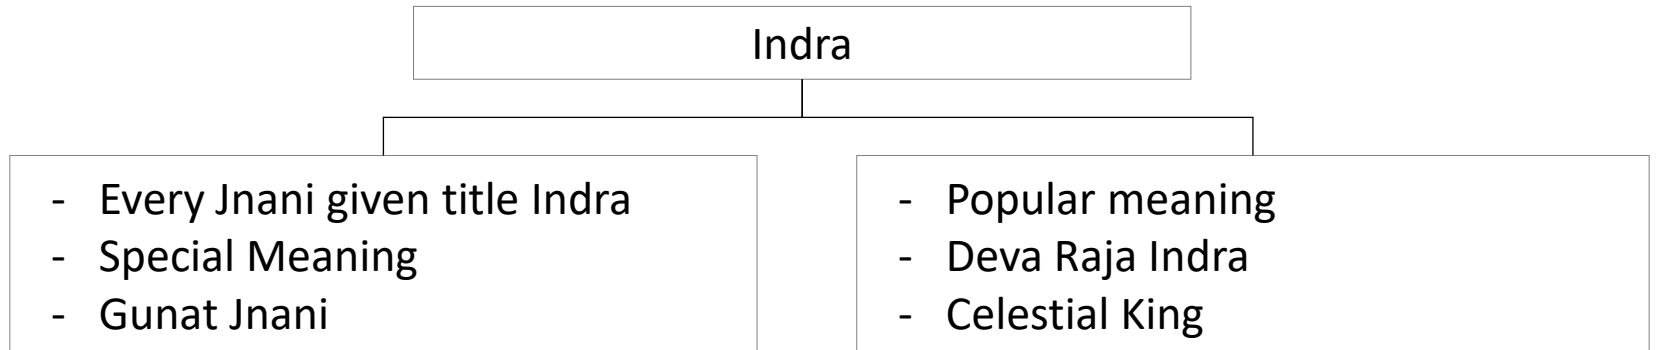 Indra
- Every Jnani given title Indra
- Special Meaning
- Gunat Jnani
- Popular meaning
- Deva Raja Indra
- Celestial King